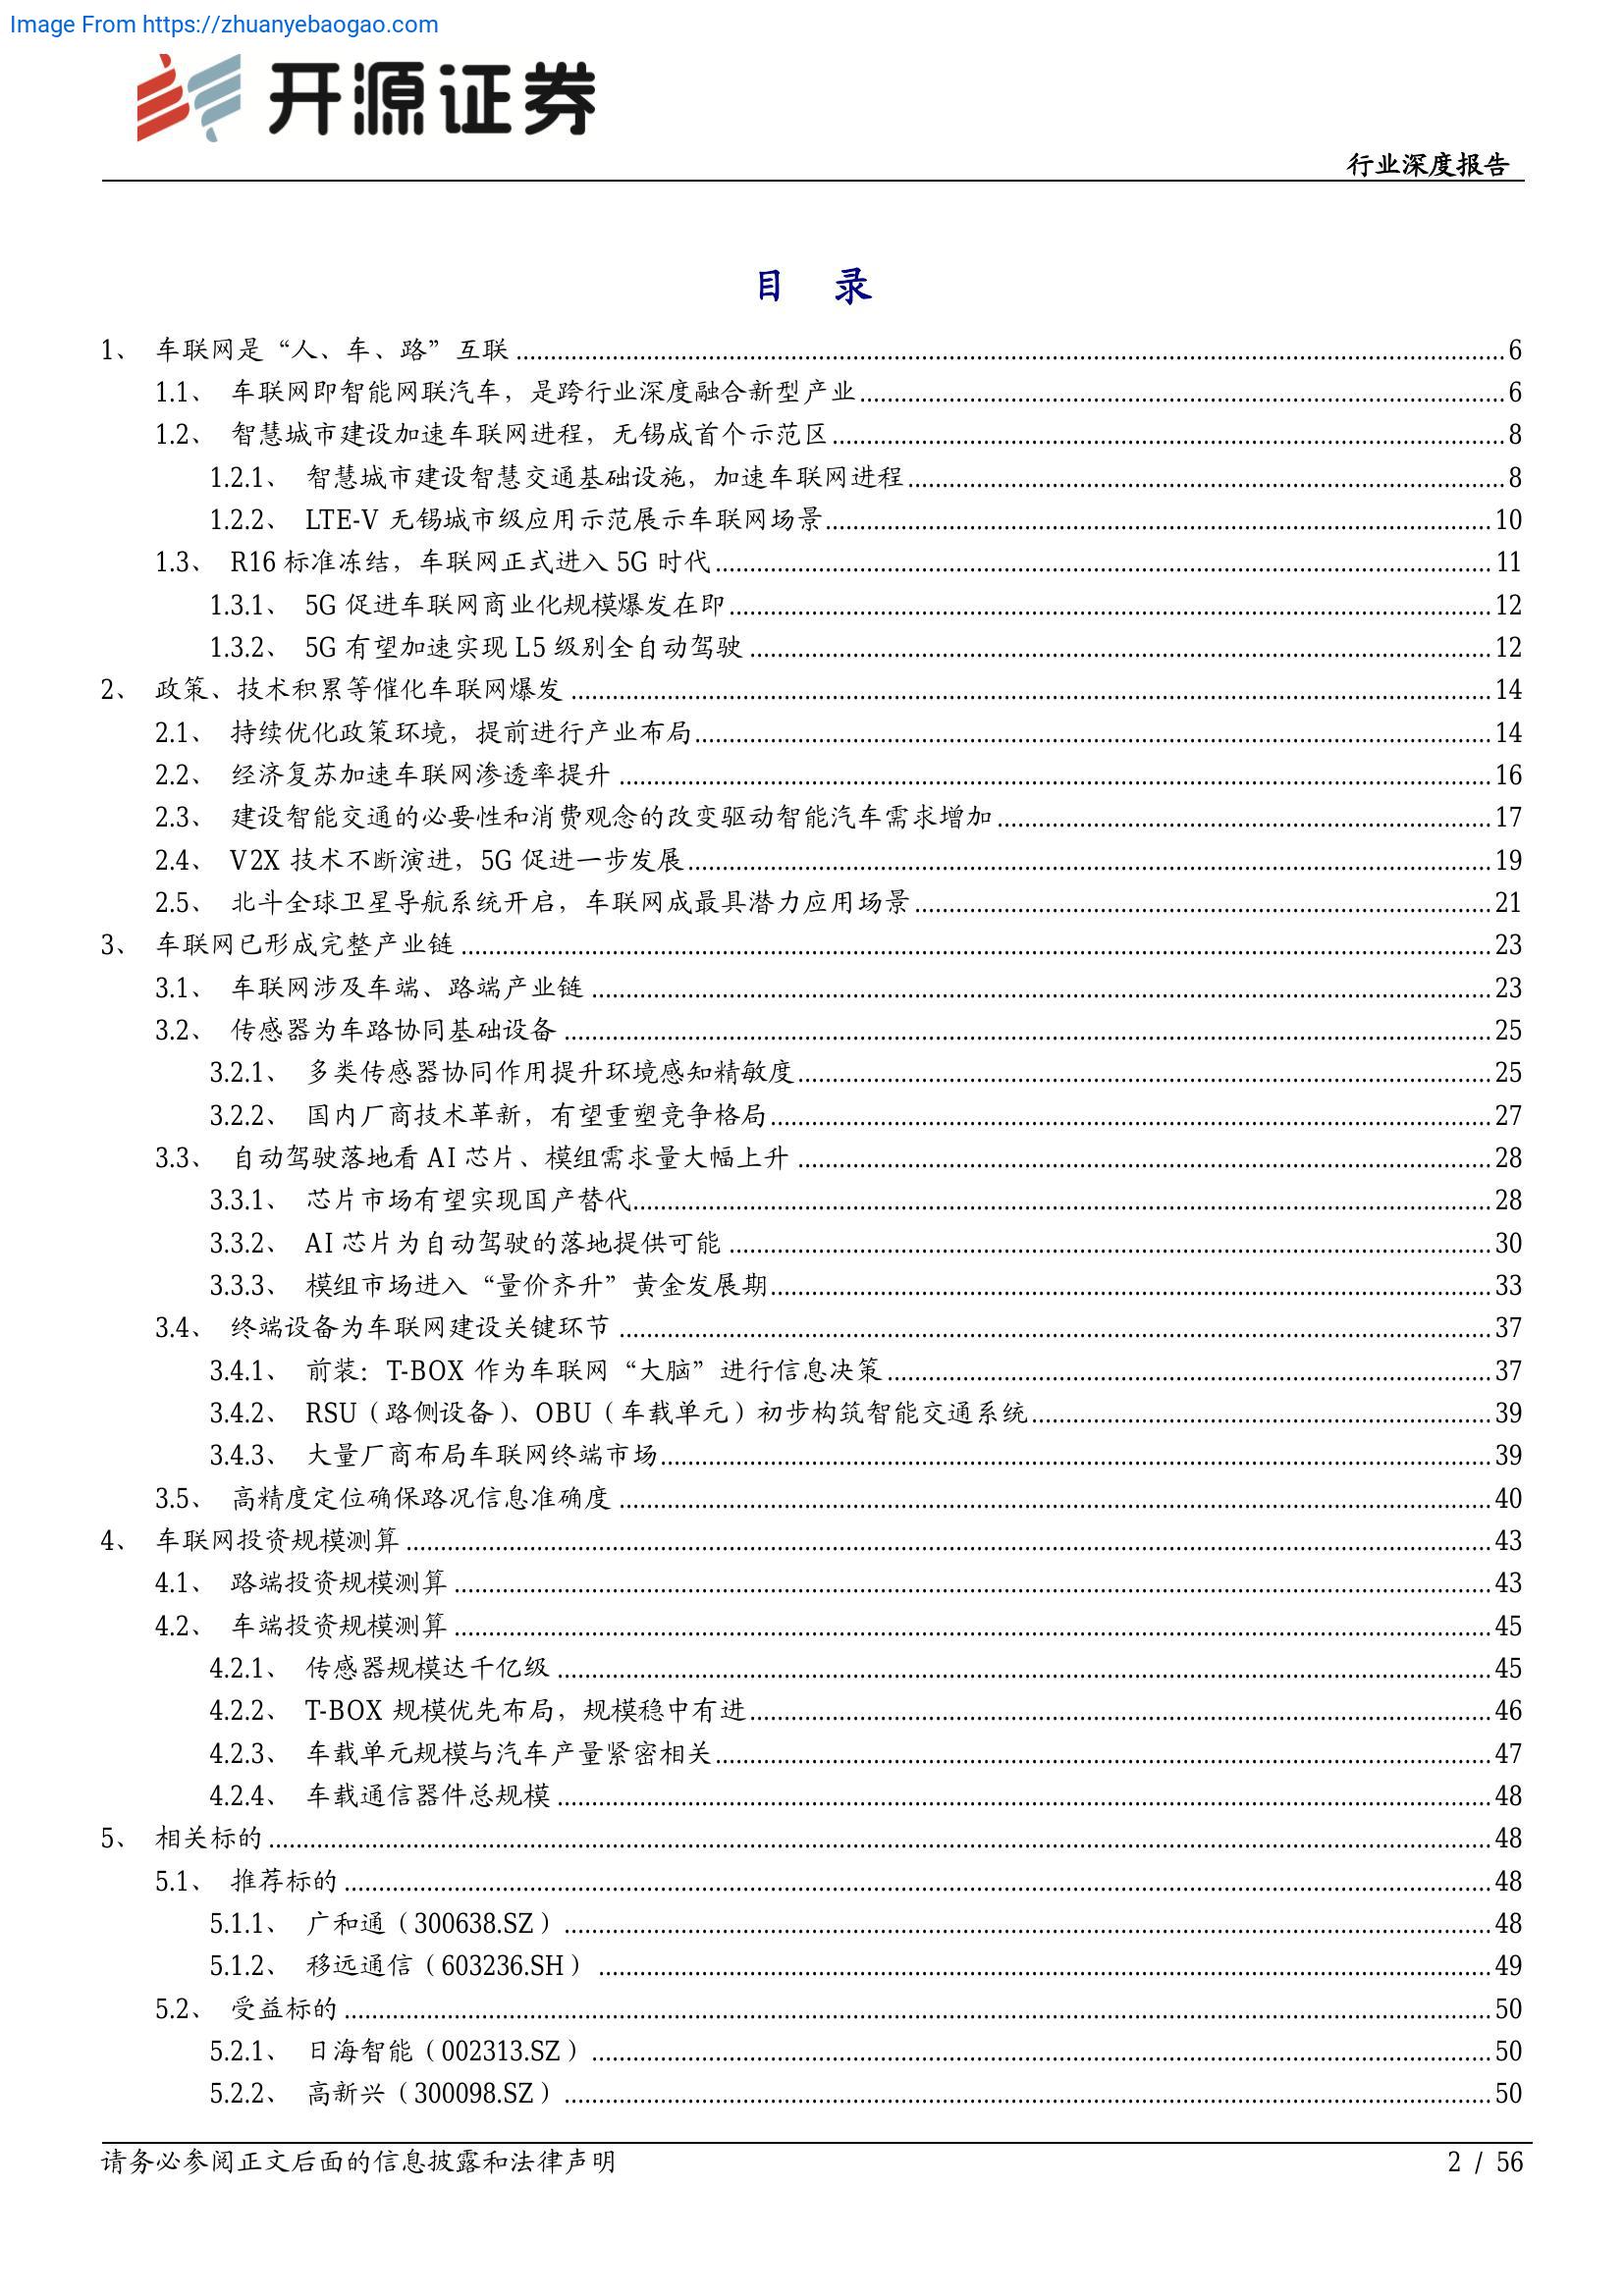 Image From https://zhuanyebaogao.com
开源证券
行业深度报告
目 录
1、 车联网是“人、车、路”互联 6
1.1、 车联网即智能网联汽车，是跨行业深度融合新型产业 6
1.2、 智慧城市建设加速车联网进程，无锡成首个示范区 8
1.2.1、 智慧城市建设智慧交通基础设施，加速车联网进程 8
1.2.2、 LTE-V 无锡城市级应用示范展示车联网场景 10
1.3、 R16 标准冻结，车联网正式进入 5G 时代 11
1.3.1、 5G 促进车联网商业化规模爆发在即 12
1.3.2、 5G 有望加速实现 L5 级别全自动驾驶 12
2、 政策、技术积累等催化车联网爆发 14
2.1、 持续优化政策环境，提前进行产业布局 14
2.2、 经济复苏加速车联网渗透率提升 16
2.3、 建设智能交通的必要性和消费观念的改变驱动智能汽车需求增加 17
2.4、 V2X 技术不断演进，5G 促进一步发展 19
2.5、 北斗全球卫星导航系统开启，车联网成最具潜力应用场景 21
3、 车联网已形成完整产业链 23
3.1、 车联网涉及车端、路端产业链 23
3.2、 传感器为车路协同基础设备 25
3.2.1、 多类传感器协同作用提升环境感知精敏度 25
3.2.2、 国内厂商技术革新，有望重塑竞争格局 27
3.3、 自动驾驶落地看 AI 芯片、模组需求量大幅上升 28
3.3.1、 芯片市场有望实现国产替代 28
3.3.2、 AI 芯片为自动驾驶的落地提供可能 30
3.3.3、 模组市场进入“量价齐升”黄金发展期 33
3.4、 终端设备为车联网建设关键环节 37
3.4.1、 前装：T-BOX 作为车联网“大脑”进行信息决策 37
3.4.2、 RSU（路侧设备）、OBU（车载单元）初步构筑智能交通系统 39
3.4.3、 大量厂商布局车联网终端市场 39
3.5、 高精度定位确保路况信息准确度 40
4、 车联网投资规模测算 43
4.1、 路端投资规模测算 43
4.2、 车端投资规模测算 45
4.2.1、 传感器规模达千亿级 45
4.2.2、 T-BOX 规模优先布局，规模稳中有进 46
4.2.3、 车载单元规模与汽车产量紧密相关 47
4.2.4、 车载通信器件总规模 48
5、 相关标的 48
5.1、 推荐标的 48
5.1.1、 广和通（300638.SZ） 48
5.1.2、 移远通信（603236.SH） 49
5.2、 受益标的 50
5.2.1、 日海智能（002313.SZ） 50
5.2.2、 高新兴（300098.SZ） 50
请务必参阅正文后面的信息披露和法律声明 2 / 56